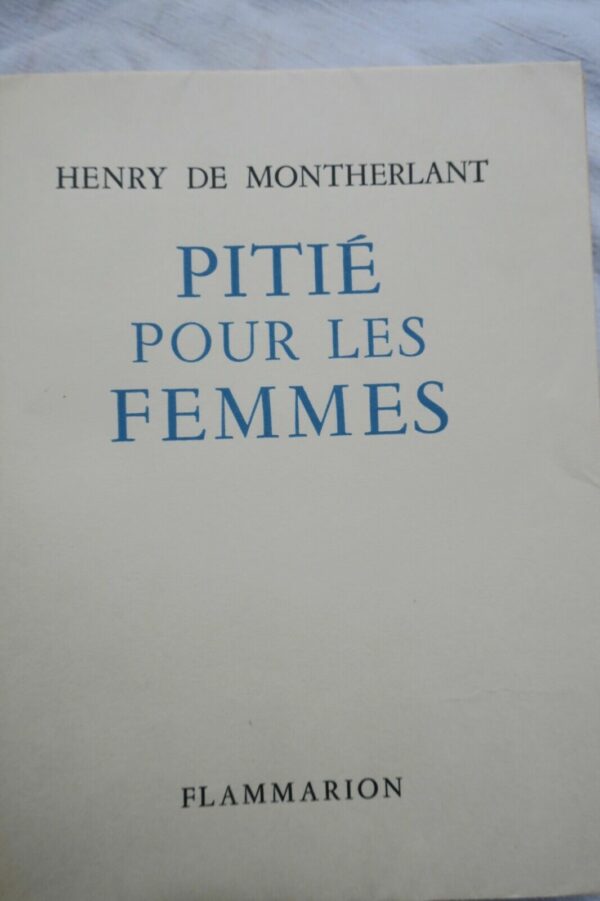 HENRY DE MONTHERLANT
PITIÉ
POUR LES
FEMMES
FLAMMARION